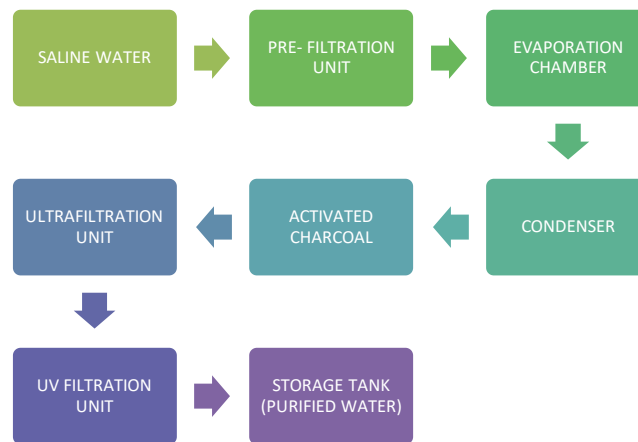 SALINE WATER
PRE- FILTRATION
UNIT
EVAPORATION
CHAMBER
CONDENSER
ACTIVATED
CHARCOAL
ULTRAFILTRATION
UNIT
UV FILTRATION
UNIT
STORAGE TANK
(PURIFIED WATER)